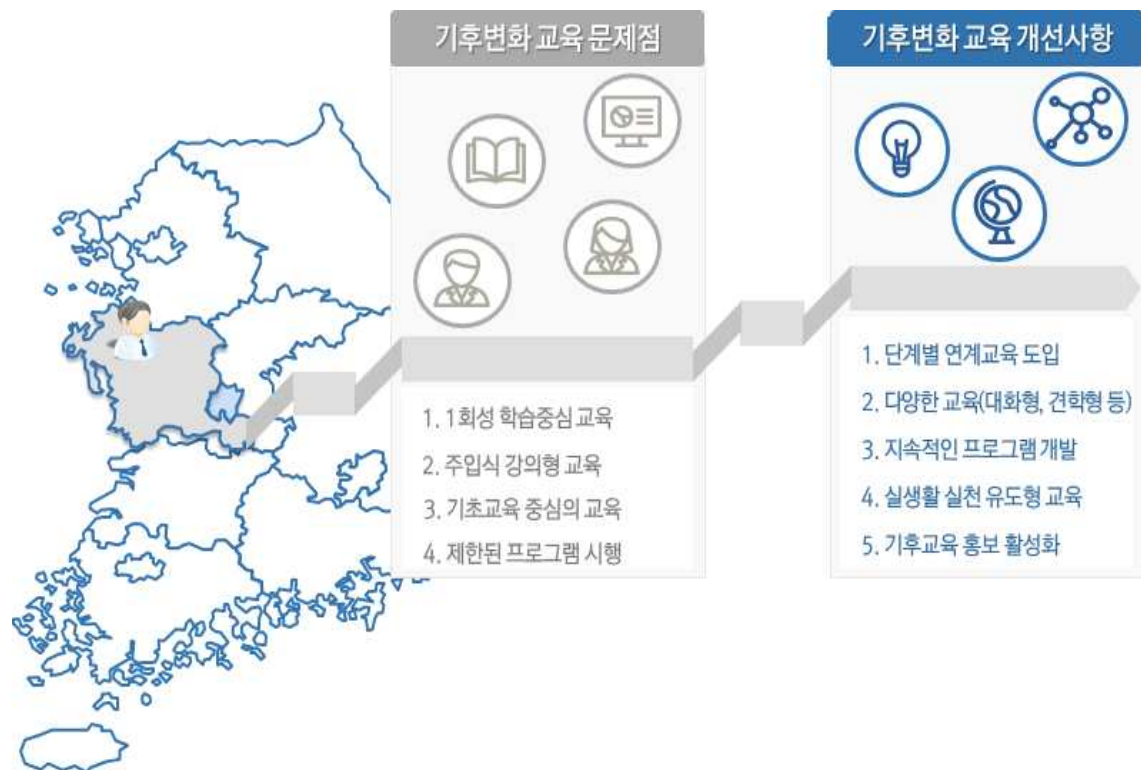 기후변화 교육 문제점
1. 1회성 학습중심 교육
2. 주입식 강의형 교육
3. 기초교육 중심의 교육
4. 제한된 프로그램 시행
기후변화 교육 개선사항
1. 단계별 연계교육 도입
2. 다양한 교육(대화형, 견학형 등)
3. 지속적인 프로그램 개발
4. 실생활 실천 유도형 교육
5. 기후교육 홍보 활성화